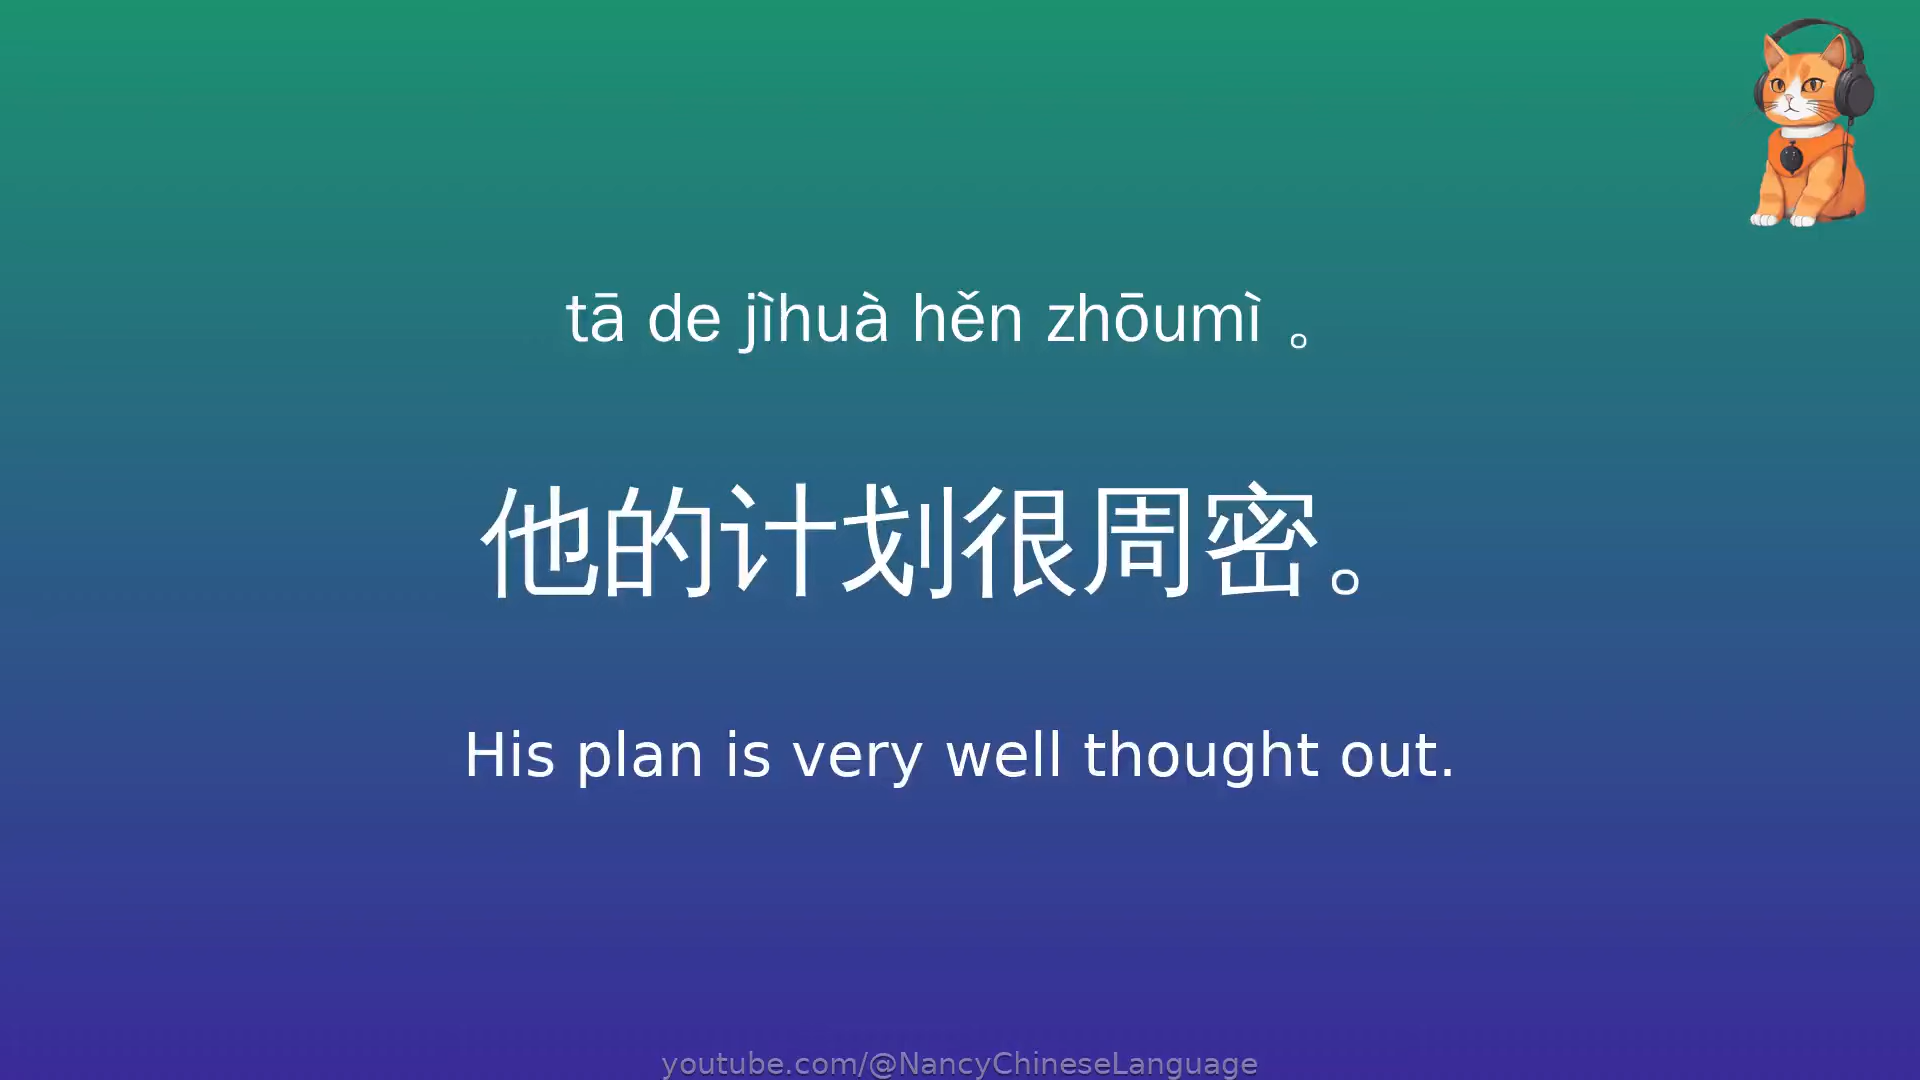 tā de jìhuà hěn zhōumì 。
他的计划很周密。
His plan is very well thought out.
youtube.com/@NancyChineseLanguage